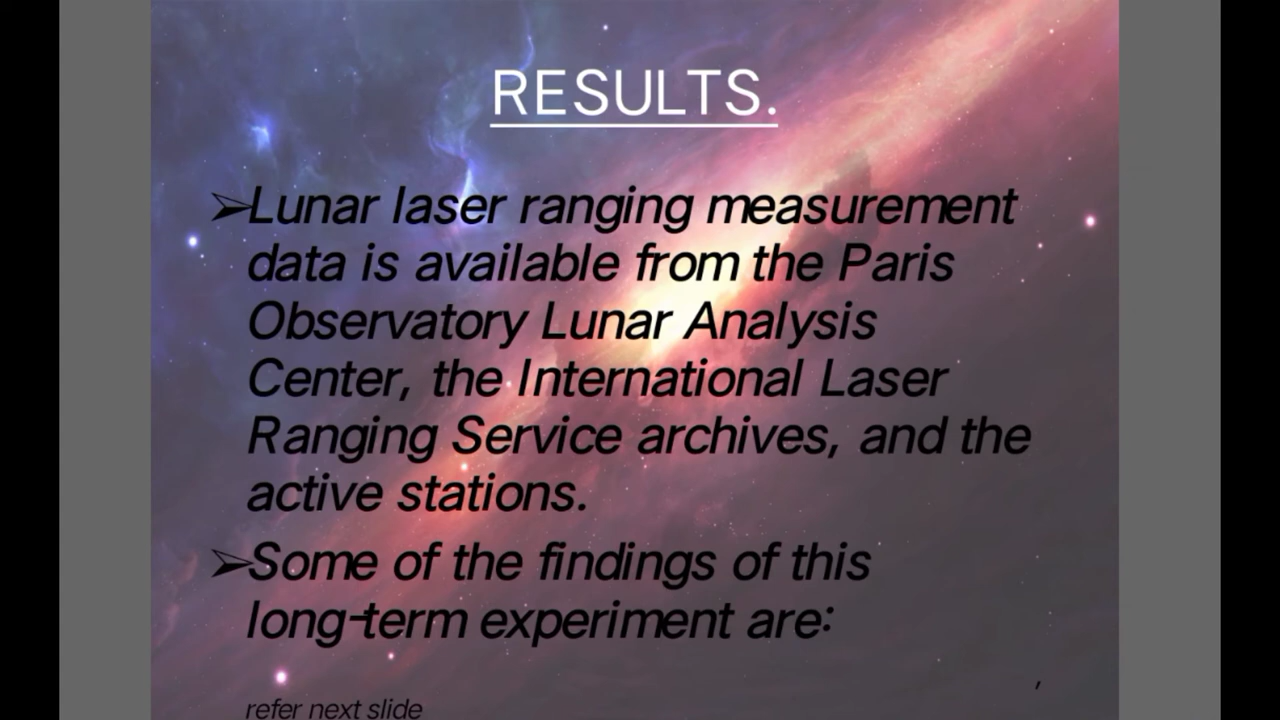 RESULTS.
➢Lunar laser ranging measurement
data is available from the Paris
Observatory Lunar Analysis
Center, the International Laser
Ranging Service archives, and the
active stations.
➢Some of the findings of this
long-term experiment are:
,
refer next slide